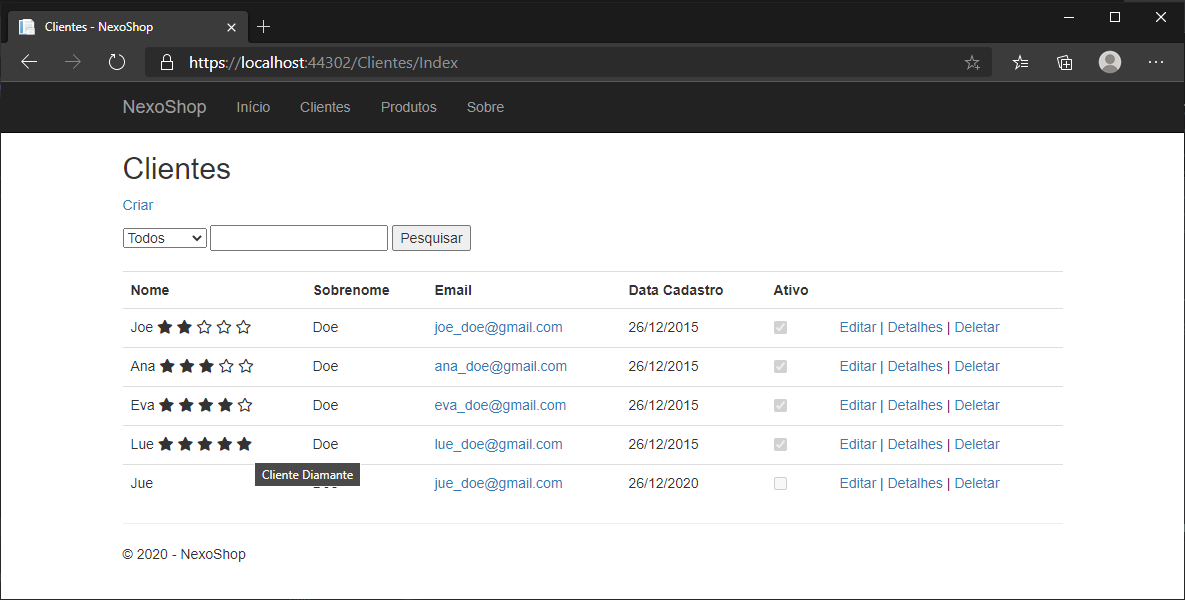 Clientes - NexoShop
https://localhost:44302/Clientes/Index
NexoShop Início Clientes Produtos Sobre
Clientes
Criar
Todos Pesquisar
Nome Sobrenome Email Data Cadastro Ativo
Joe ★ ★ ☆ ☆ ☆ Doe joe_doe@gmail.com 26/12/2015 Editar | Detalhes | Deletar
Ana ★ ★ ★ ☆ ☆ Doe ana_doe@gmail.com 26/12/2015 Editar | Detalhes | Deletar
Eva ★ ★ ★ ★ ☆ Doe eva_doe@gmail.com 26/12/2015 Editar | Detalhes | Deletar
Lue ★ ★ ★ ★ ★ Doe lue_doe@gmail.com 26/12/2015 Editar | Detalhes | Deletar
Cliente Diamante
Jue jue_doe@gmail.com 26/12/2020 Editar | Detalhes | Deletar
© 2020 - NexoShop